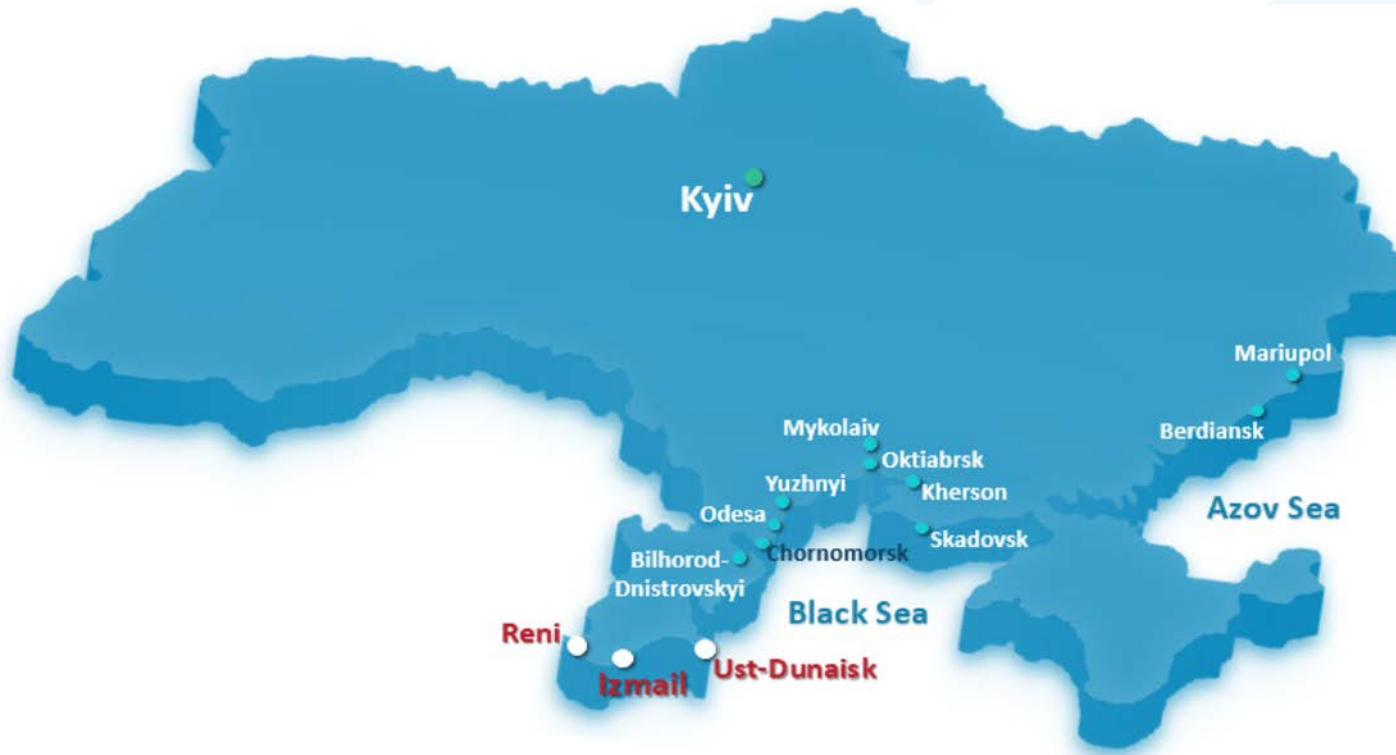 Kyiv
Mariupol
Berdiansk
Mykolaiv
Oktiabrsk
Yuzhnyi
Kherson
Odesa
Azov Sea
Skadovsk
Chornomorsk
Bilhorod-
Dnistrovskyi
Black Sea
Reni
Izmail
Ust-Dunaisk